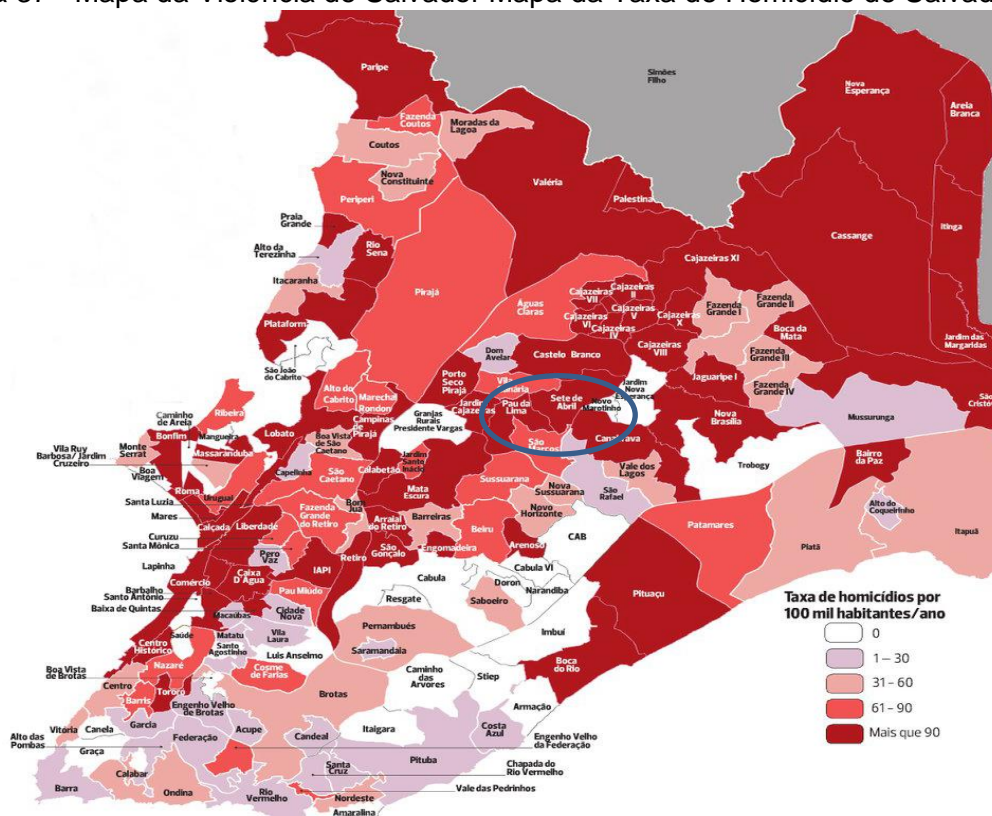 Mapa da Violência de Salvador Mapa da Taxa de Homicídio de Salvad
Simões
Filho
Nova
Esperança
Areia
Branca
Paripe
Fazenda
Coutos
Moradas da
Lagoa
Coutos
Nova
Constituinte
Valéria
Palestina
Periperi
Praia
Grande
Alto da
Terezinha
Rio
Sena
Itacaranha
Pirajá
Cassange
Itinga
Cajazeiras XI
Plataforma
São João
do Cabrito
Águas
Claras
Cajazeiras
VII
Cajazeiras
II
Cajazeiras
VI
Cajazeiras
V
Cajazeiras
IV
Cajazeiras
X
Cajazeiras
VIII
Fazenda
Grande I
Fazenda
Grande II
Boca da
Mata
Fazenda
Grande III
Fazenda
Grande IV
Jardim das
Margaridas
Dom
Avelar
Castelo Branco
Porto
Seco
Pirajá
Jaguaripe I
Jardim
Nova
Esperança
São
Mussurunga
Alto do
Cabrito
Marechal
Rondon
Campinas
de Pirajá
Granjas
Rurais
Presidente Vargas
Jardim
Cajazeiras
Pau da
Lima
Sete de
Abril
Novo
Marotinho
Nova
Brasília
Caminho
de Areia
Ribeira
Bonfim
Mangueira
Massaranduba
Lobato
Vila Ruy
Barbosa/Jardim
Cruzeiro
Monte
Serrat
Boa
Viagem
Roma
Uruguai
Capelinha
Boa Vista
de São
Caetano
São
Caetano
Calabetão
Jardim
Santo
Inácio
Mata
Escura
São
Marcos
Canabrava
Vale dos
Lagos
Trobogy
Bairro
da Paz
Sussuarana
Nova
Sussuarana
São
Rafael
Novo
Horizonte
Alto do
Coqueirinho
Santa Luzia
Mares
Calçada
Curuzu
Santa Mônica
Liberdade
Fazenda
Grande
do Retiro
Bom
Juá
Arraial
do Retiro
Barreiras
Beiru
Engomadeira
Arenoso
CAB
Patamares
Platã
Itapuã
Lapinha
Pero
Vaz
IAPI
Retiro
São
Gonçalo
Cabula VI
Cabula
Doron
Narandiba
Saboeiro
Pituaçu
Barbalho
Santo Antônio
Baixa de Quintas
Comércio
Caixa
D'Água
Pau Miúdo
Cidade
Nova
Macaúbas
Resgate
Pernambués
Saramandaia
Imbuí
Centro
Histórico
Saúde
Matatu
Santo
Agostinho
Vila
Laura
Luis Anselmo
Boca
do Rio
Boa Vista
de Brotas
Nazaré
Cosme
de Farias
Caminho
das
Arvores
Stiep
Armação
Centro
Barris
Tororó
Engenho Velho
de Brotas
Brotas
Vitoria
Canela
Garcia
Federação
Acupe
Candeal
Itaigara
Costa
Azul
Engenho Velho
da Federação
Alto das
Pombas
Graça
Calabar
Ondina
Barra
Rio
Vermelho
Santa
Cruz
Nordeste
Amaralina
Pituba
Chapada do
Rio Vermelho
Vale das Pedrinhos
Taxa de homicídios por
100 mil habitantes/ano
0
1 – 30
31 – 60
61 – 90
Mais que 90